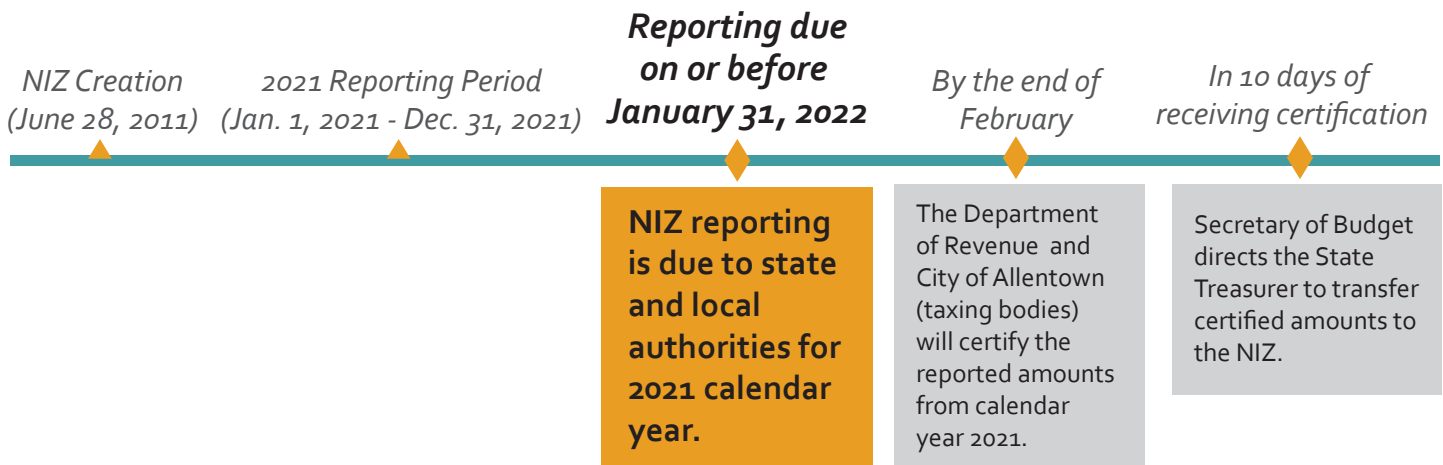 NIZ Creation
(June 28, 2011)
2021 Reporting Period
(Jan. 1, 2021 - Dec. 31, 2021)
Reporting due
on or before
January 31, 2022
By the end of
February
In 10 days of
receiving certification
NIZ reporting
is due to state
and local
authorities for
2021 calendar
year.
The Department
of Revenue and
City of Allentown
(taxing bodies)
will certify the
reported amounts
from calendar
year 2021.
Secretary of Budget
directs the State
Treasurer to transfer
certified amounts to
the NIZ.